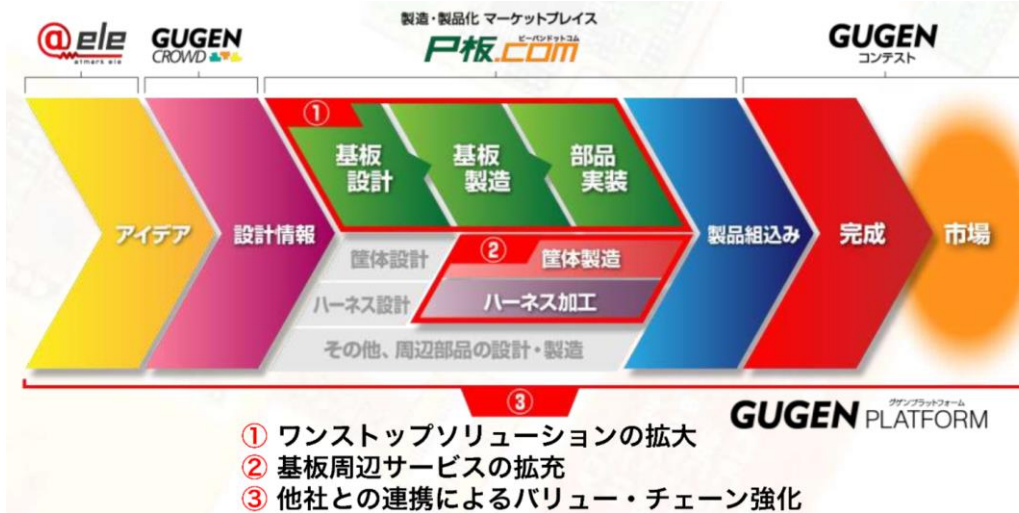 @ele
atmark ele
GUGEN
CROWD
製造・製品化 マーケットプレイス
ピーバンドットコム
P板.com
GUGEN
コンテスト
アイデア
設計情報
①
基板
設計
基板
製造
部品
実装
筐体設計
② 筐体製造
ハーネス設計
ハーネス加工
その他、周辺部品の設計・製造
製品組込み
完成
市場
③
グゲンプラットフォーム
GUGEN PLATFORM
① ワンストップソリューションの拡大
② 基板周辺サービスの拡充
③ 他社との連携によるバリュー・チェーン強化